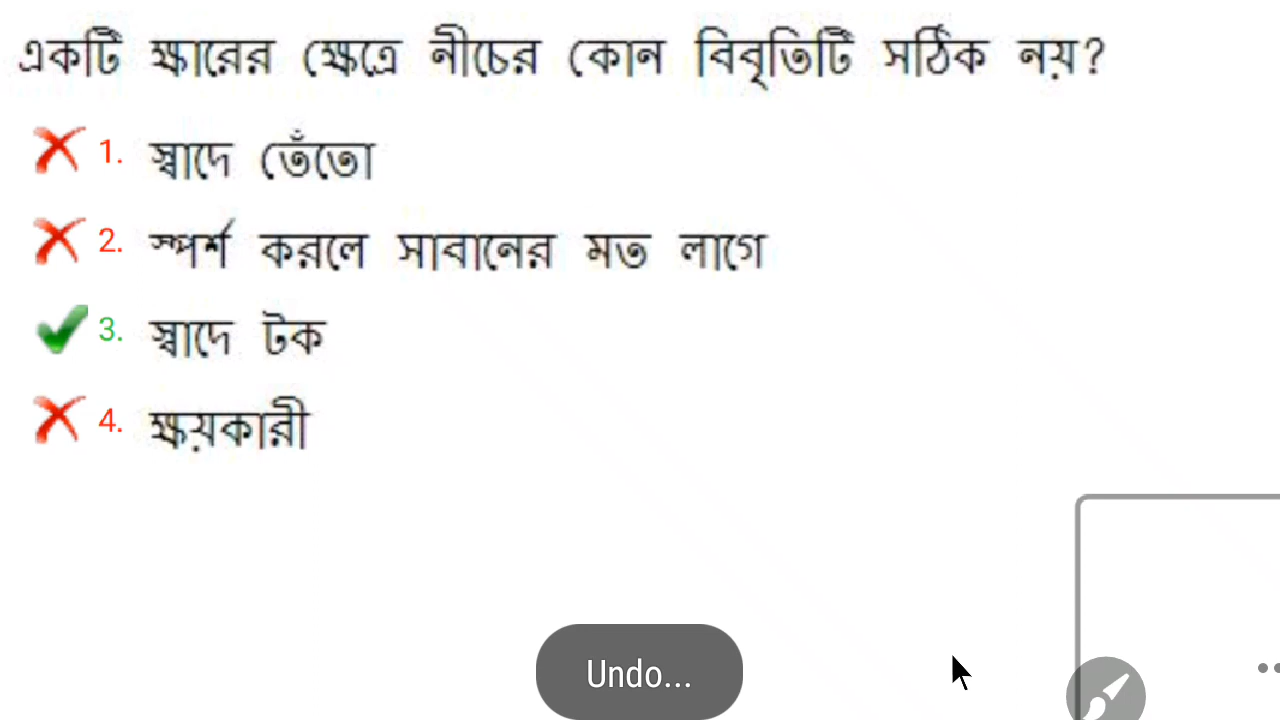 একটি ক্ষারের ক্ষেত্রে নীচের কোন বিবৃতিটি সঠিক নয়?
1. স্বাদে তেঁতো
2. স্পর্শ করলে সাবানের মত লাগে
3. স্বাদে টক
4. ক্ষয়কারী
Undo...